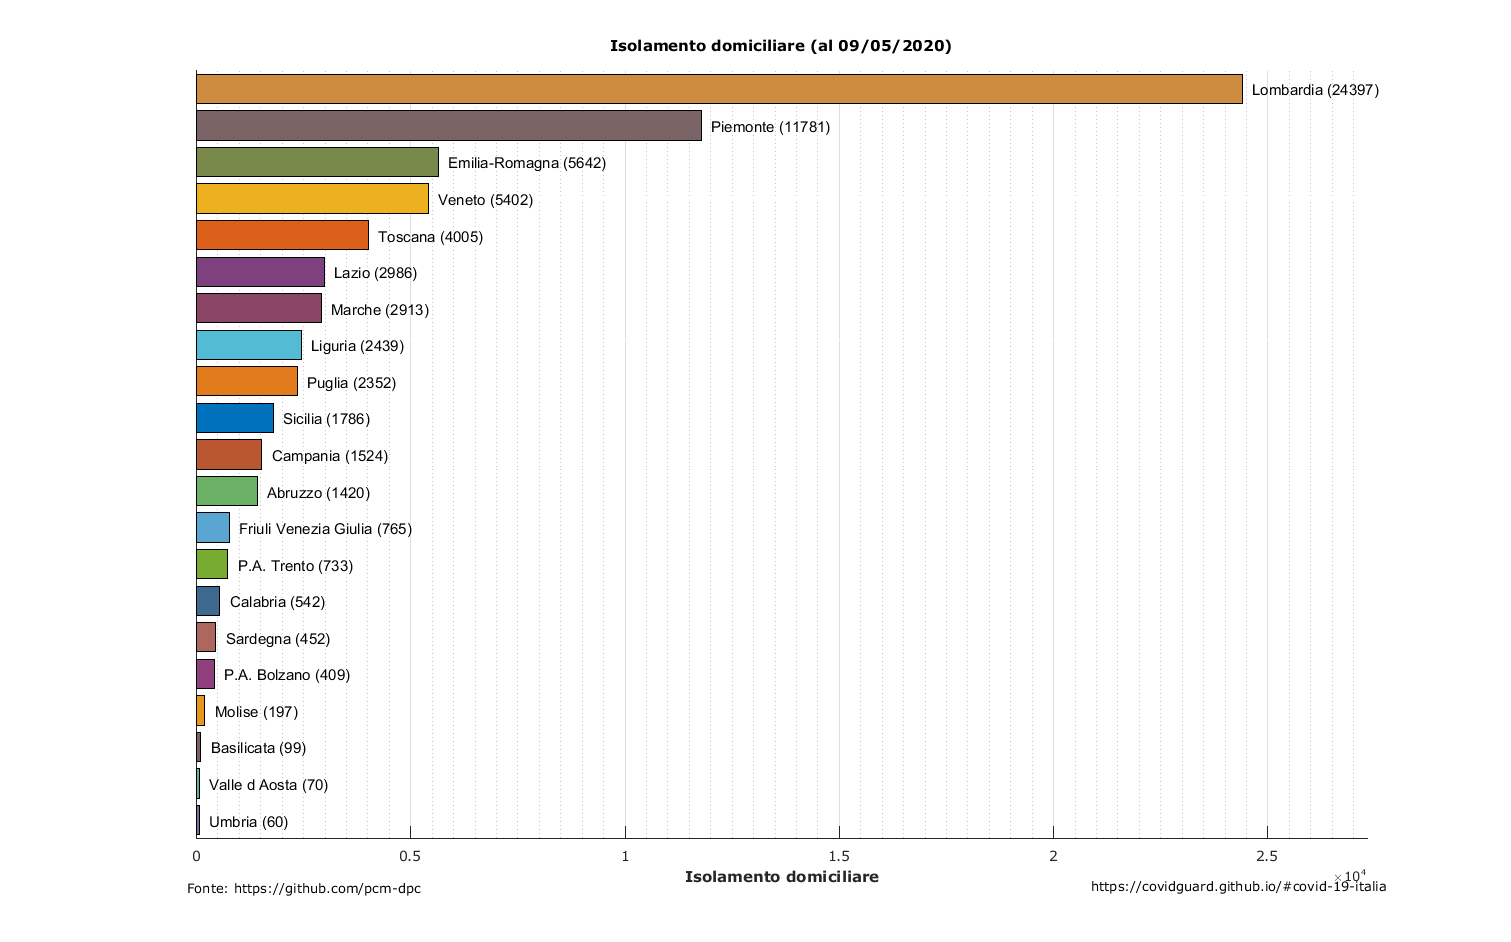 Isolamento domiciliare (al 09/05/2020)
Lombardia (24397)
Piemonte (11781)
Emilia-Romagna (5642)
Veneto (5402)
Toscana (4005)
Lazio (2986)
Marche (2913)
Liguria (2439)
Puglia (2352)
Sicilia (1786)
Campania (1524)
Abruzzo (1420)
Friuli Venezia Giulia (765)
P.A. Trento (733)
Calabria (542)
Sardegna (452)
P.A. Bolzano (409)
Molise (197)
Basilicata (99)
Valle d Aosta (70)
Umbria (60)
0 0.5 1 1.5 2 2.5
Isolamento domiciliare
×10⁴
Fonte: https://github.com/pcm-dpc
https://covidguard.github.io/#covid-19-italia